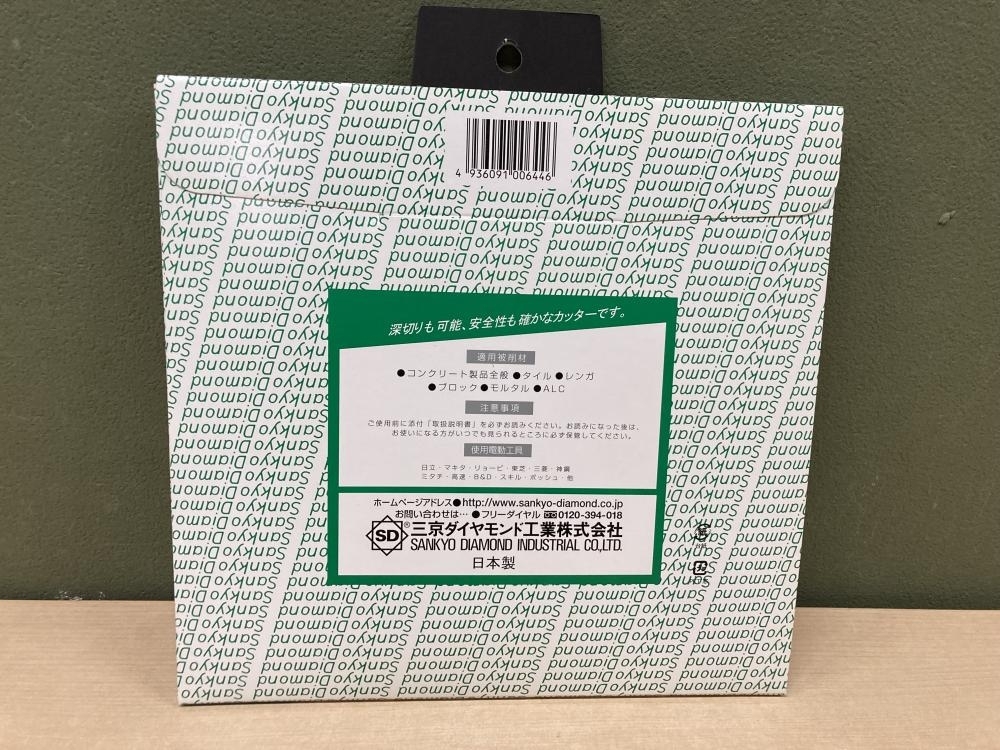 4 936091 006446
深切りも可能、安全性も確かなカッターです。
適用被削材
●コンクリート製品全般 ●タイル ●レンガ
●ブロック ●モルタル ●ALC
注意事項
ご使用前に添付「取扱説明書」を必ずお読みください。お読みになった後は、
お使いになる方がいつでも見られるところに必ず保管してください。
使用電動工具
日立・マキタ・リョービ・東芝・三菱・神鋼
ミタチ・高速・B&D・スキル・ボッシュ・他
ホームページアドレス●http://www.sankyo-diamond.co.jp
お問い合わせは… ●フリーダイヤル 0120-394-018
SD® 三京ダイヤモンド工業株式会社
SANKYO DIAMOND INDUSTRIAL CO.,LTD.
日本製
Sankyo Diamond